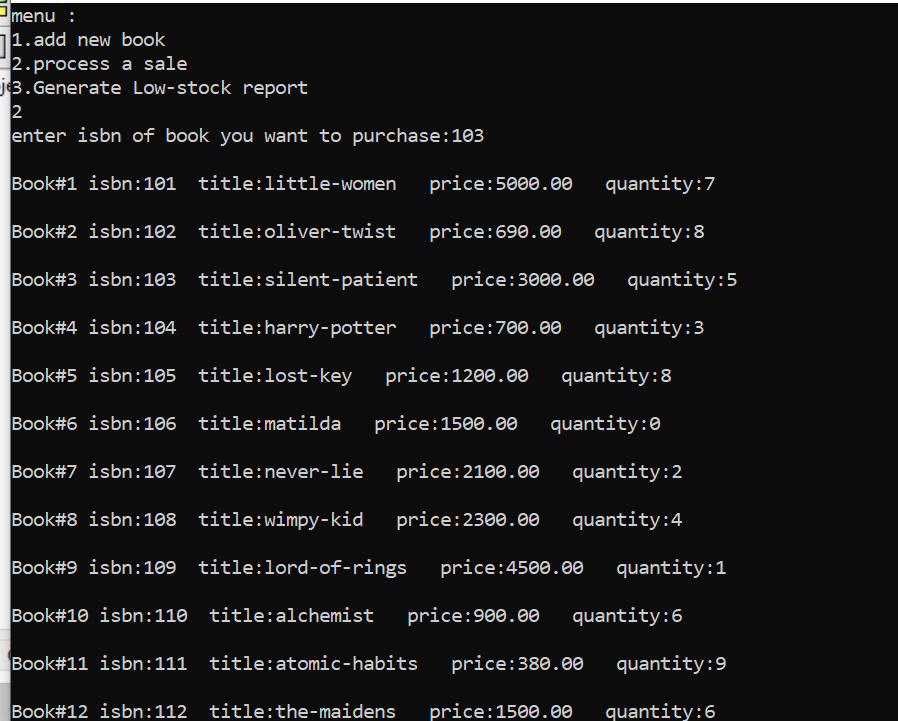 menu :
1.add new book
2.process a sale
3.Generate Low-stock report
2
enter isbn of book you want to purchase:103
Book#1 isbn:101  title:little-women   price:5000.00   quantity:7
Book#2 isbn:102  title:oliver-twist   price:690.00   quantity:8
Book#3 isbn:103  title:silent-patient   price:3000.00   quantity:5
Book#4 isbn:104  title:harry-potter   price:700.00   quantity:3
Book#5 isbn:105  title:lost-key   price:1200.00   quantity:8
Book#6 isbn:106  title:matilda   price:1500.00   quantity:0
Book#7 isbn:107  title:never-lie   price:2100.00   quantity:2
Book#8 isbn:108  title:wimpy-kid   price:2300.00   quantity:4
Book#9 isbn:109  title:lord-of-rings   price:4500.00   quantity:1
Book#10 isbn:110  title:alchemist   price:900.00   quantity:6
Book#11 isbn:111  title:atomic-habits   price:380.00   quantity:9
Book#12 isbn:112  title:the-maidens   price:1500.00   quantity:6